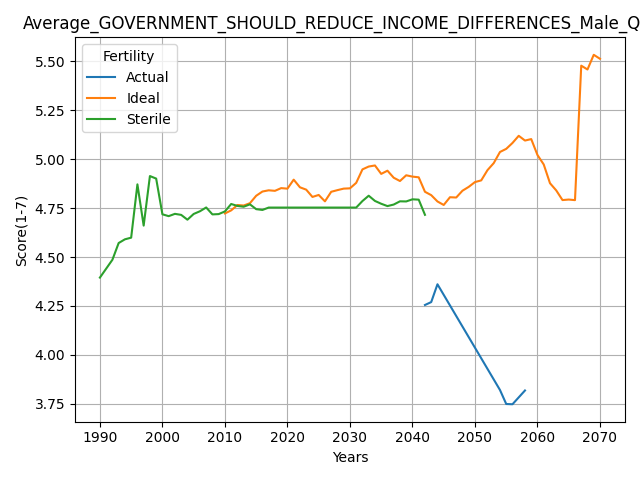 Average_GOVERNMENT_SHOULD_REDUCE_INCOME_DIFFERENCES_Male_Q
Fertility
Actual
Ideal
Sterile
Score(1-7)
5.50
5.25
5.00
4.75
4.50
4.25
4.00
3.75
1990 2000 2010 2020 2030 2040 2050 2060 2070
Years